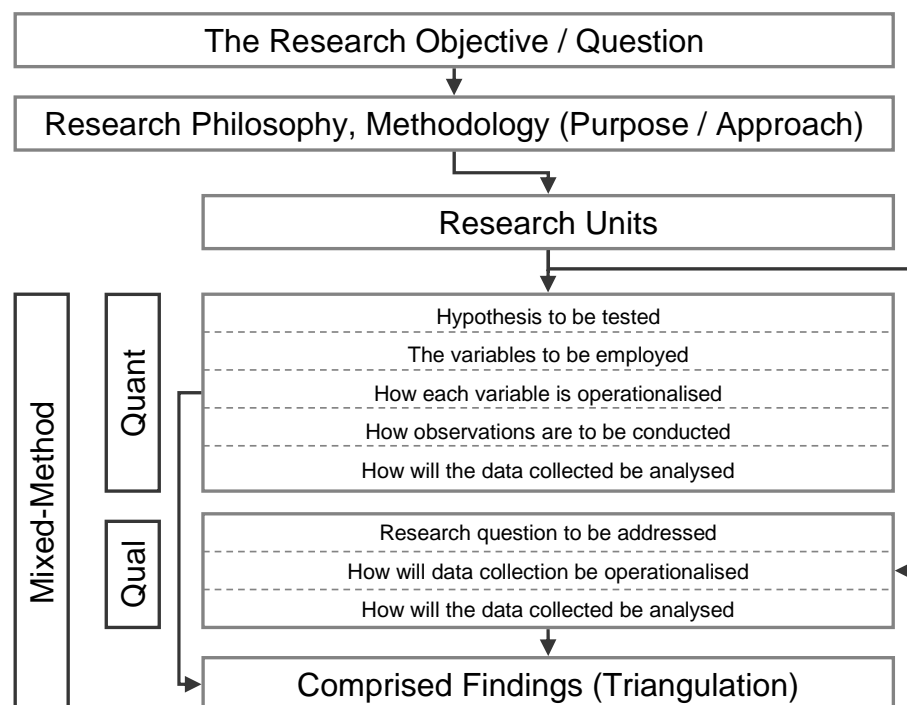 The Research Objective / Question
Research Philosophy, Methodology (Purpose / Approach)
Research Units
Mixed-Method
Quant
Hypothesis to be tested
The variables to be employed
How each variable is operationalised
How observations are to be conducted
How will the data collected be analysed
Qual
Research question to be addressed
How will data collection be operationalised
How will the data collected be analysed
Comprised Findings (Triangulation)